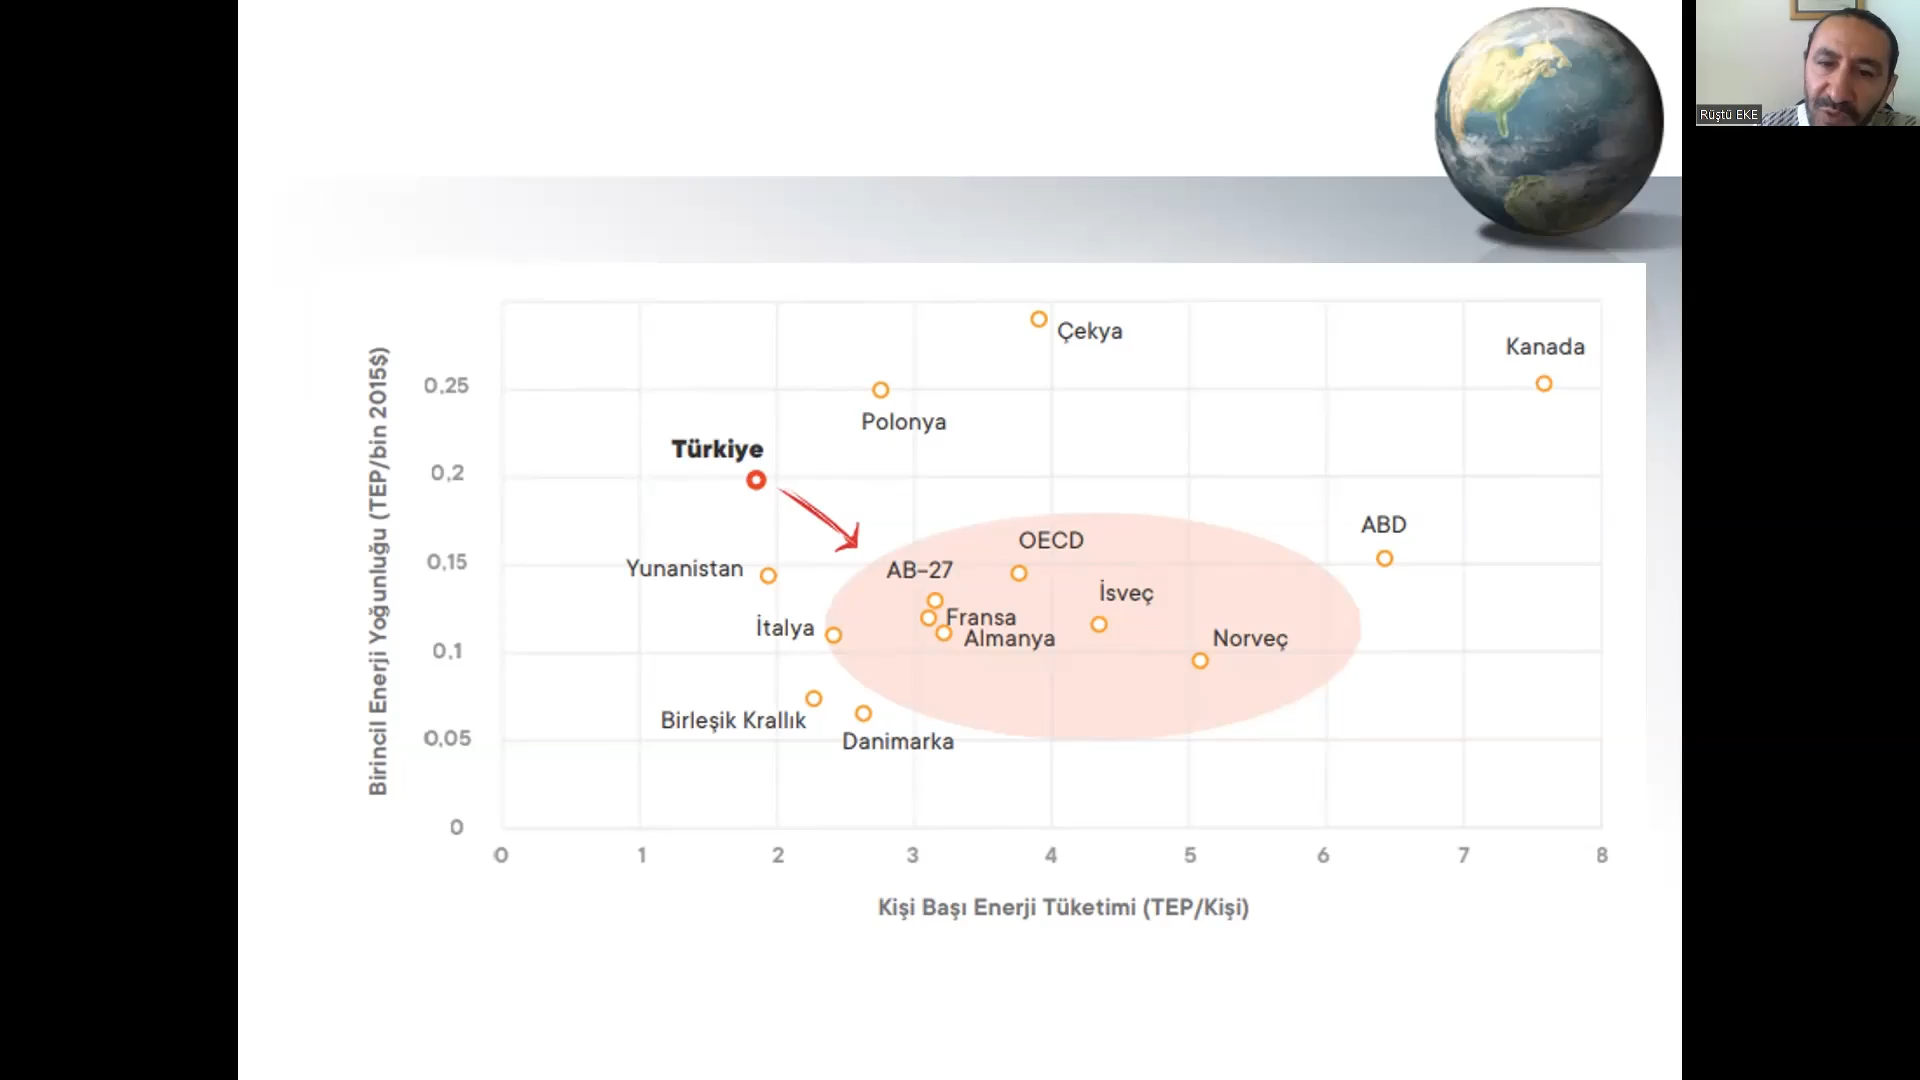 Rüştü EKE
Birincil Enerji Yoğunluğu (TEP/bin 2015$)
0,25
0,2
0,15
0,1
0,05
0
Çekya
Kanada
Polonya
Türkiye
ABD
OECD
Yunanistan
AB-27
İsveç
Fransa
İtalya
Almanya
Norveç
Birleşik Krallık
Danimarka
0 1 2 3 4 5 6 7 8
Kişi Başı Enerji Tüketimi (TEP/Kişi)